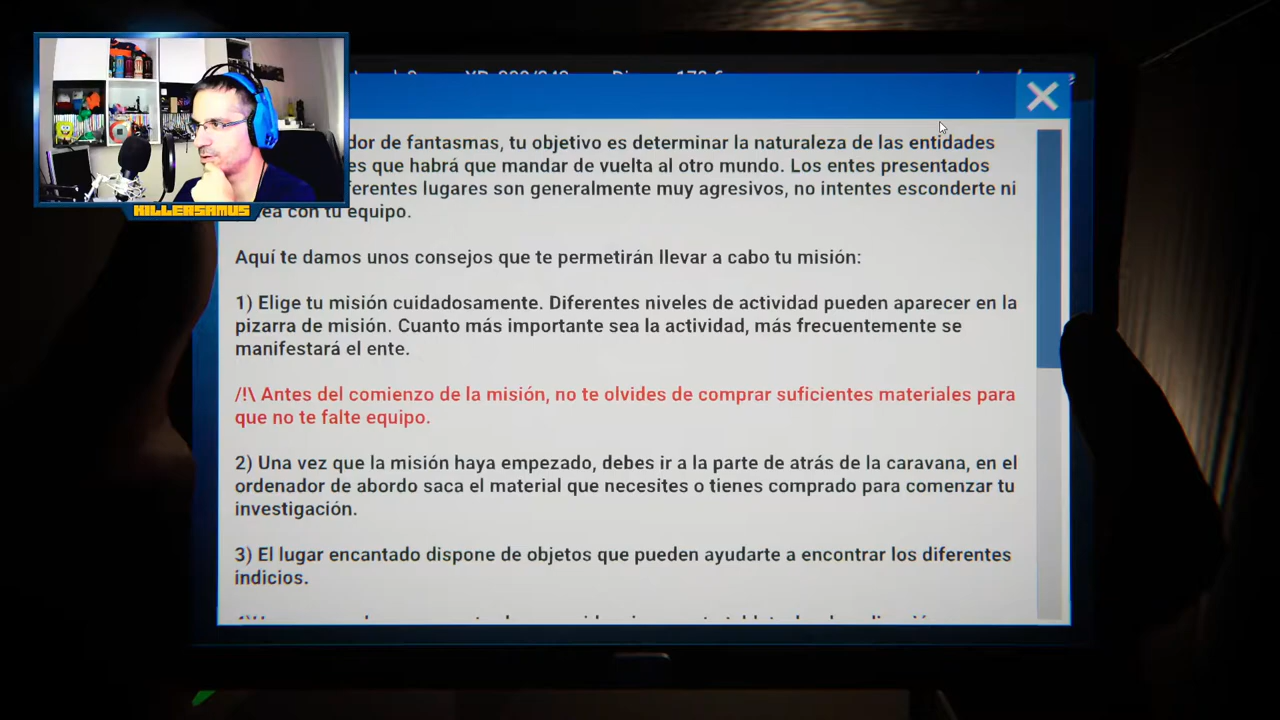 dor de fantasmas, tu objetivo es determinar la naturaleza de las entidades
es que habrá que mandar de vuelta al otro mundo. Los entes presentados
ferentes lugares son generalmente muy agresivos, no intentes esconderte ni
ea con tu equipo.
KILLERSAMUS
Aquí te damos unos consejos que te permetirán llevar a cabo tu misión:
1) Elige tu misión cuidadosamente. Diferentes niveles de actividad pueden aparecer en la
pizarra de misión. Cuanto más importante sea la actividad, más frecuentemente se
manifestará el ente.
/!\ Antes del comienzo de la misión, no te olvides de comprar suficientes materiales para
que no te falte equipo.
2) Una vez que la misión haya empezado, debes ir a la parte de atrás de la caravana, en el
ordenador de abordo saca el material que necesites o tienes comprado para comenzar tu
investigación.
3) El lugar encantado dispone de objetos que pueden ayudarte a encontrar los diferentes
indicios.